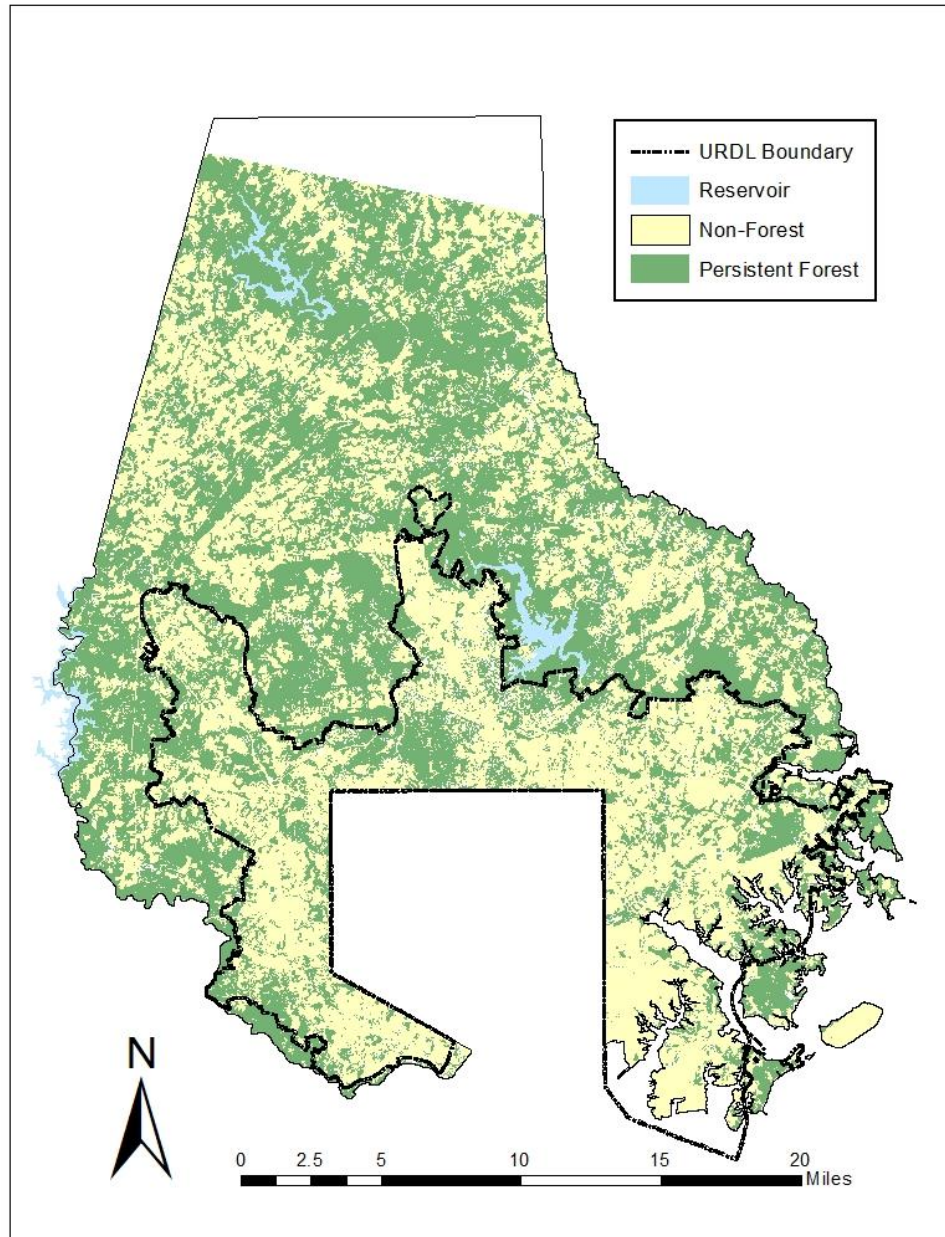 URDL Boundary
Reservoir
Non-Forest
Persistent Forest
N
0 2.5 5 10 15 20
Miles